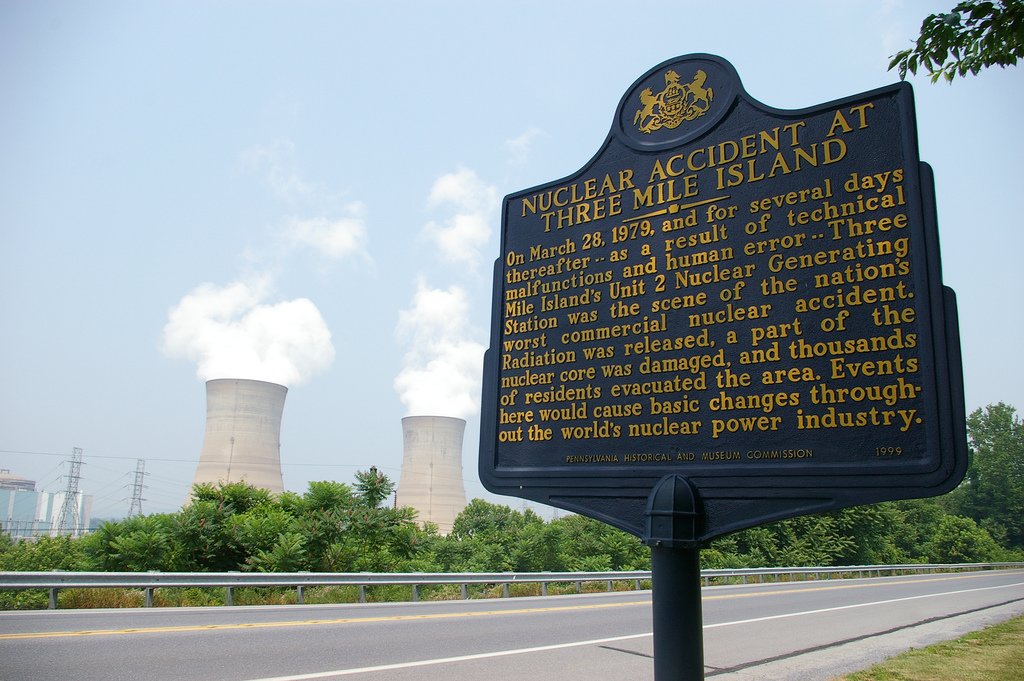 NUCLEAR ACCIDENT AT
THREE MILE ISLAND
On March 28, 1979, and for several days
thereafter -- as a result of technical
malfunctions and human error -- Three
Mile Island's Unit 2 Nuclear Generating
Station was the scene of the nation's
worst commercial nuclear accident.
Radiation was released, a part of the
nuclear core was damaged, and thousands
of residents evacuated the area. Events
here would cause basic changes through-
out the world's nuclear power industry.
PENNSYLVANIA HISTORICAL AND MUSEUM COMMISSION 1999